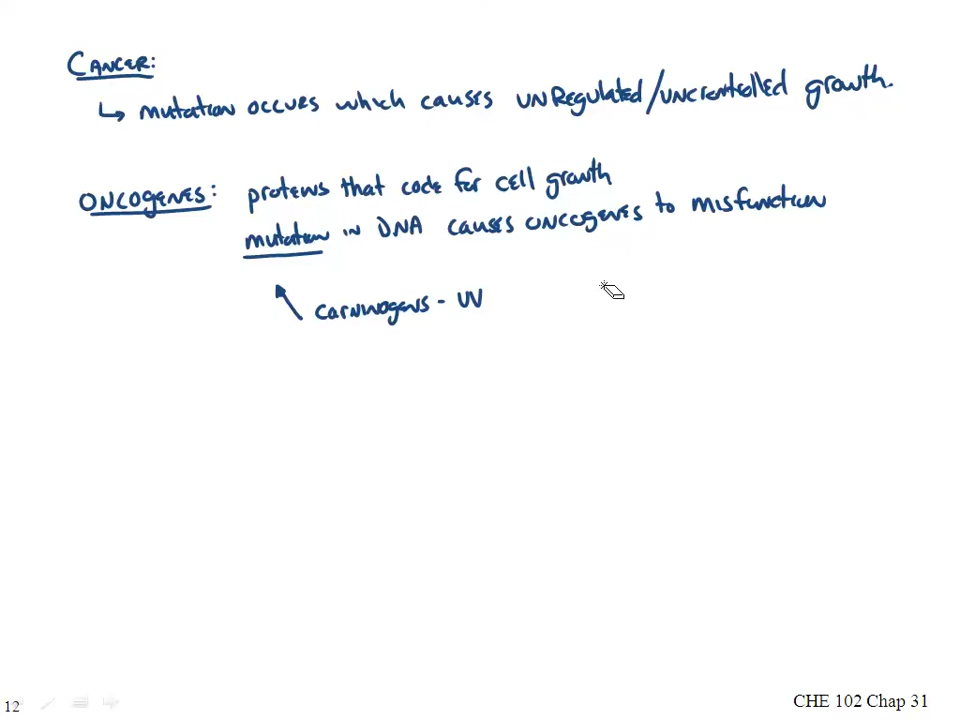 CANCER:
↳ mutation occurs which causes unRegulated/uncontrolled growth.
ONCOGENES: proteins that code for cell growth
mutation in DNA causes oncogenes to misfunction
carcinogens - UV
12
CHE 102 Chap 31